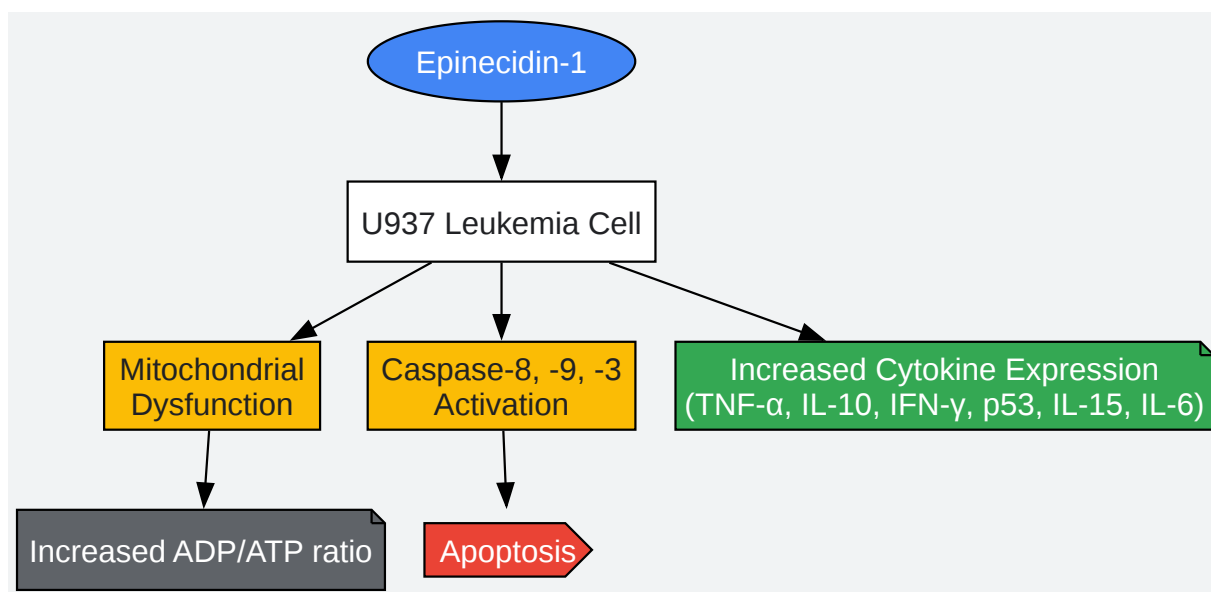 Epinecidin-1
U937 Leukemia Cell
Mitochondrial
Dysfunction
Caspase-8, -9, -3
Activation
Increased Cytokine Expression
(TNF-α, IL-10, IFN-γ, p53, IL-15, IL-6)
Increased ADP/ATP ratio
Apoptosis